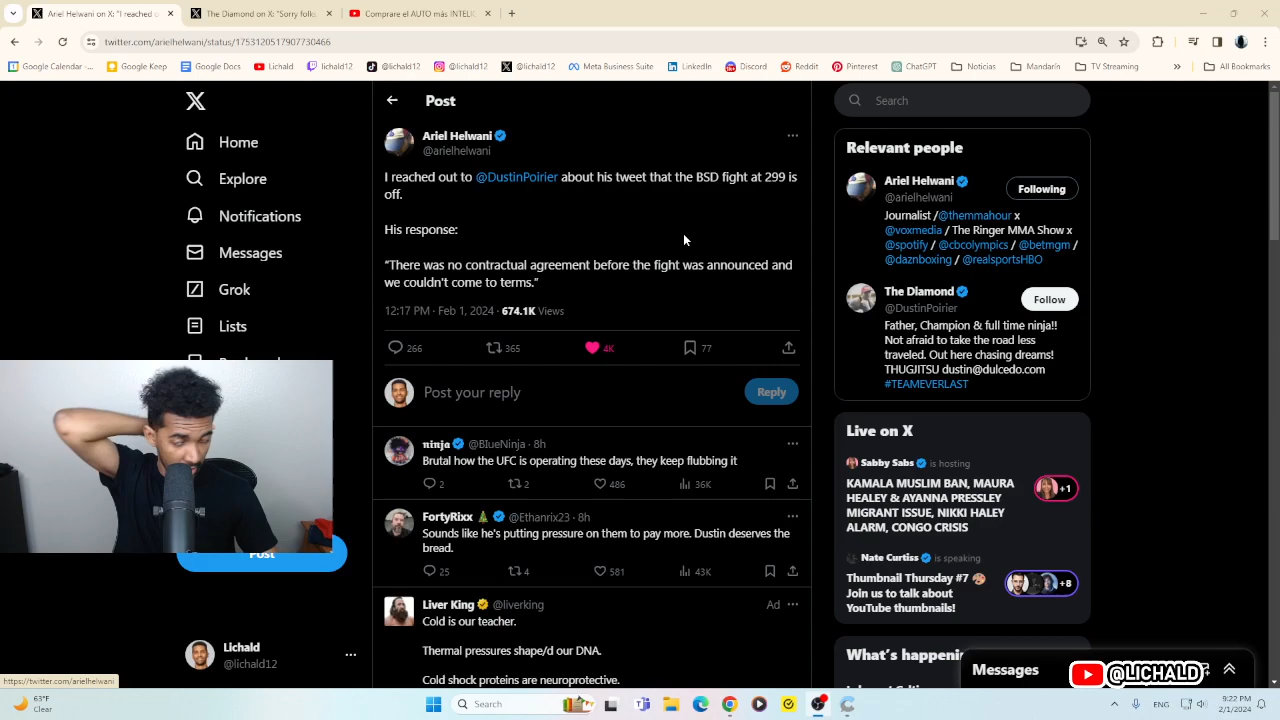 Ariel Helwani on X: "I reached o
The Diamond on X: "Sorry folks
Compare el AUTO más INTELIG
twitter.com/arielhelwani/status/1753120517907730466
Google Calendar -...
Google Keep
Google Docs
Lichald
lichald12
@lichald12
@lichald12
@lichald12
Meta Business Suite
LinkedIn
Discord
Reddit
Pinterest
ChatGPT
Noticias
Mandarín
TV Streaming
All Bookmarks
Home
Explore
Notifications
Messages
Grok
Lists
Post
Lichald
@lichald12
https://twitter.com/arielhelwani
Post
Ariel Helwani
@arielhelwani
I reached out to @DustinPoirier about his tweet that the BSD fight at 299 is
off.
His response:
“There was no contractual agreement before the fight was announced and
we couldn't come to terms.”
12:17 PM · Feb 1, 2024 · 674.1K Views
266
365
4K
77
Post your reply
Reply
ninja @BIueNinja · 8h
Brutal how the UFC is operating these days, they keep flubbing it
2
2
486
36K
FortyRixx @Ethanrix23 · 8h
Sounds like he's putting pressure on them to pay more. Dustin deserves the
bread.
25
4
581
43K
Liver King @liverking
Ad
Cold is our teacher.
Thermal pressures shape/d our DNA.
Cold shock proteins are neuroprotective.
Search
Relevant people
Ariel Helwani
@arielhelwani
Following
Journalist /@themmahour x
@voxmedia / The Ringer MMA Show x
@spotify / @cbcolympics / @betmgm /
@daznboxing / @realsportsHBO
The Diamond
@DustinPoirier
Follow
Father, Champion & full time ninja!!
Not afraid to take the road less
traveled. Out here chasing dreams!
THUGJITSU dustin@dulcedo.com
#TEAMEVERLAST
Live on X
Sabby Sabs is hosting
KAMALA MUSLIM BAN, MAURA
HEALEY & AYANNA PRESSLEY
MIGRANT ISSUE, NIKKI HALEY
ALARM, CONGO CRISIS
+1
Nate Curtiss is speaking
Thumbnail Thursday #7
Join us to talk about
YouTube thumbnails!
+8
What's happening
Messages
@LICHALD
63°F
Clear
Search
ENG
9:22 PM
2/1/2024